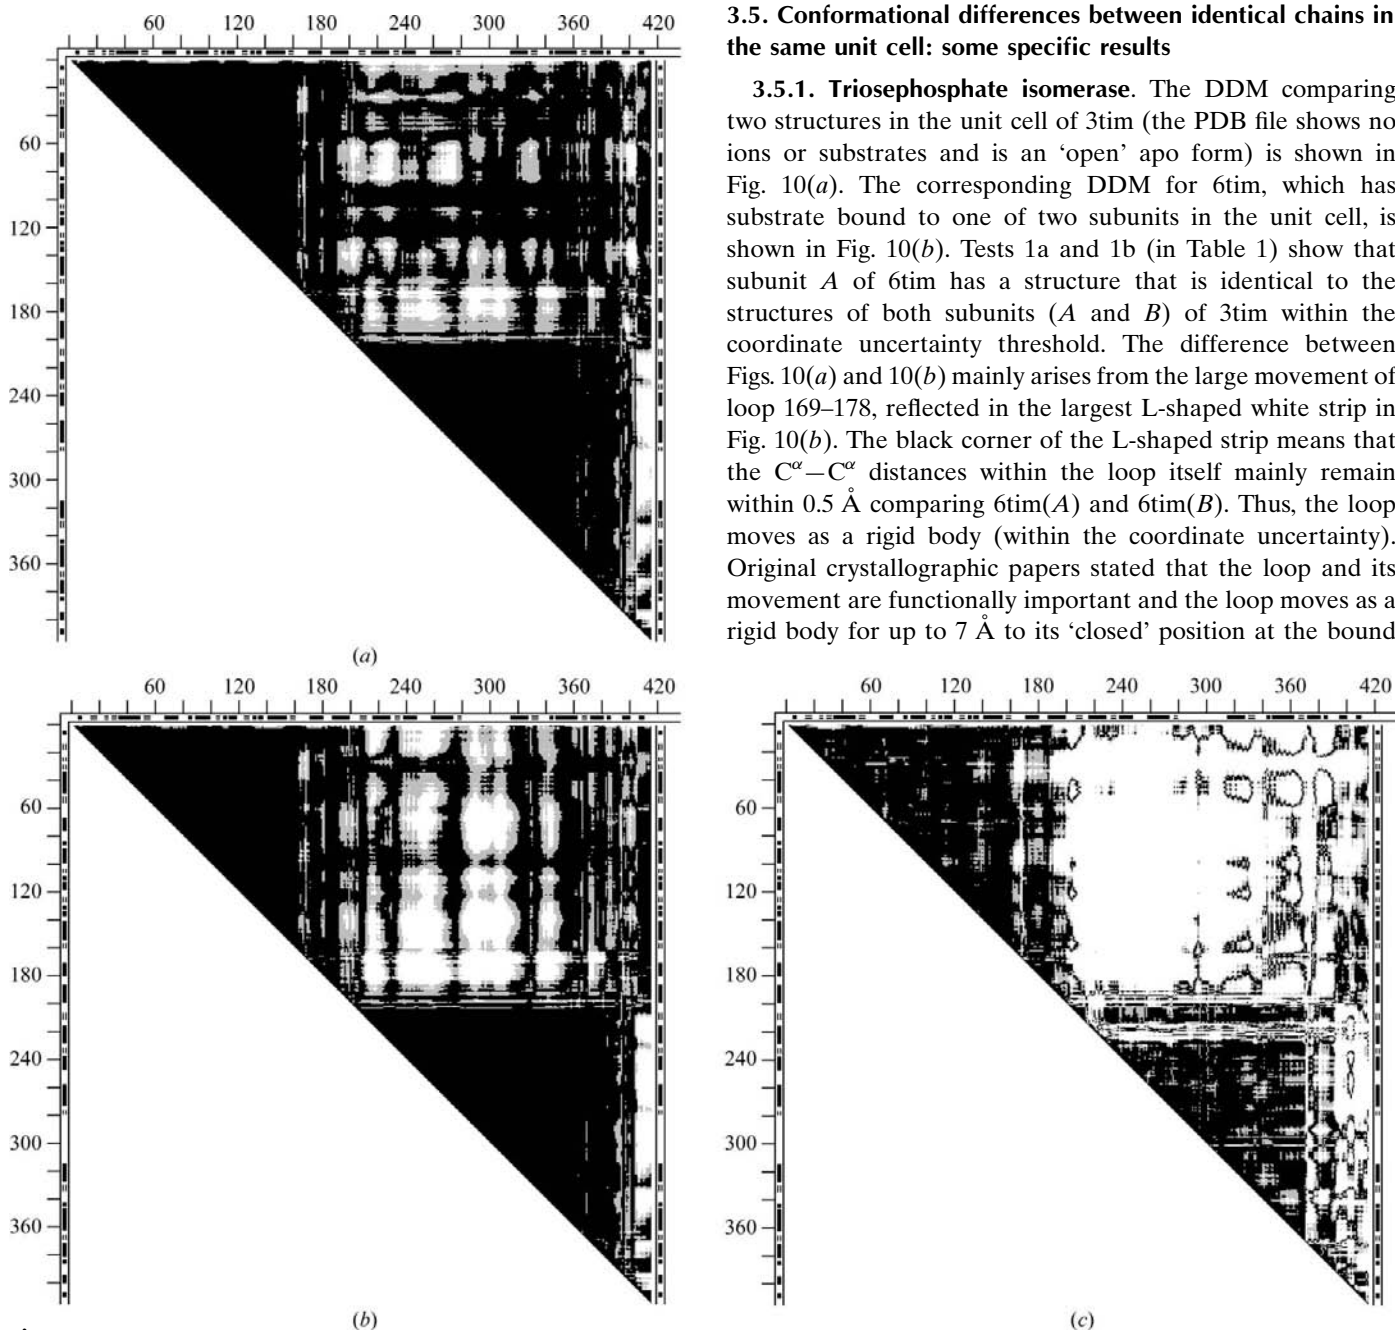 60 120 180 240 300 360 420
60
120
180
240
300
360
(a)
3.5. Conformational differences between identical chains in
the same unit cell: some specific results
3.5.1. Triosephosphate isomerase. The DDM comparing
two structures in the unit cell of 3tim (the PDB file shows no
ions or substrates and is an ‘open’ apo form) is shown in
Fig. 10(a). The corresponding DDM for 6tim, which has
substrate bound to one of two subunits in the unit cell, is
shown in Fig. 10(b). Tests 1a and 1b (in Table 1) show that
subunit A of 6tim has a structure that is identical to the
structures of both subunits (A and B) of 3tim within the
coordinate uncertainty threshold. The difference between
Figs. 10(a) and 10(b) mainly arises from the large movement of
loop 169–178, reflected in the largest L-shaped white strip in
Fig. 10(b). The black corner of the L-shaped strip means that
the Cα—Cα distances within the loop itself mainly remain
within 0.5 Å comparing 6tim(A) and 6tim(B). Thus, the loop
moves as a rigid body (within the coordinate uncertainty).
Original crystallographic papers stated that the loop and its
movement are functionally important and the loop moves as a
rigid body for up to 7 Å to its ‘closed’ position at the bound
60 120 180 240 300 360 420
60
120
180
240
300
360
(b)
60 120 180 240 300 360 420
60
120
180
240
300
360
(c)